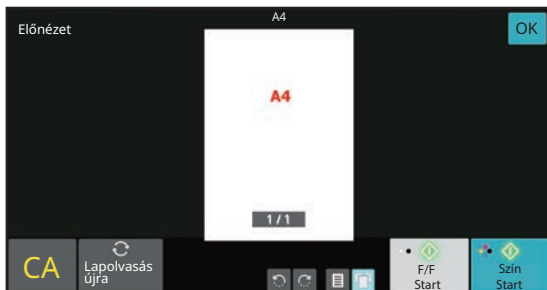 A4
Előnézet
OK
A4
1 / 1
CA
Lapolvasás
újra
F/F
Start
Szín
Start